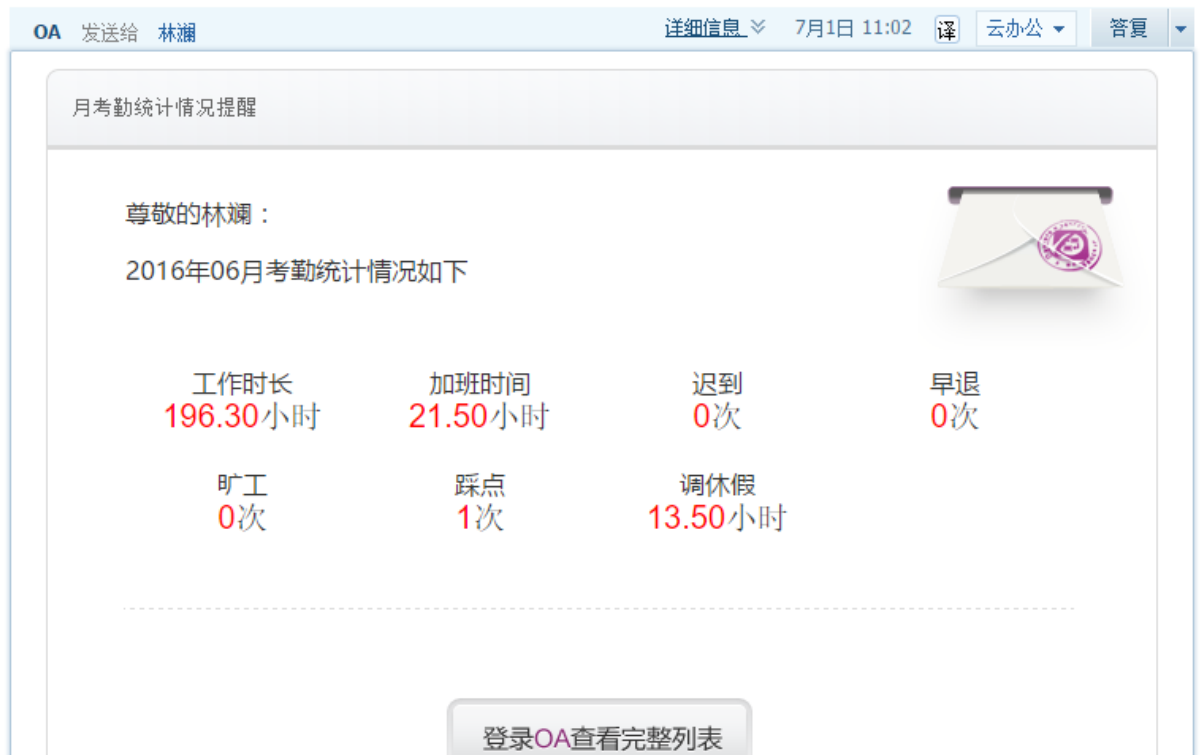 OA 发送给 林澜 详细信息 7月1日 11:02 译 云办公 答复
月考勤统计情况提醒
尊敬的林斓：
2016年06月考勤统计情况如下
工作时长 加班时间 迟到 早退
196.30小时 21.50小时 0次 0次
旷工 踩点 调休假
0次 1次 13.50小时
登录OA查看完整列表